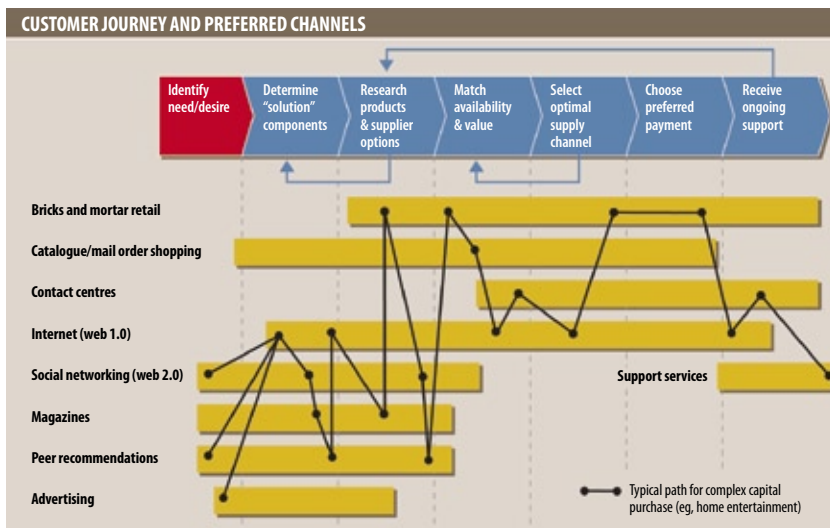 CUSTOMER JOURNEY AND PREFERRED CHANNELS
Identify
need/desire
Determine
“solution”
components
Research
products
& supplier
options
Match
availability
& value
Select
optimal
supply
channel
Choose
preferred
payment
Receive
ongoing
support
Bricks and mortar retail
Catalogue/mail order shopping
Contact centres
Internet (web 1.0)
Social networking (web 2.0)
Support services
Magazines
Peer recommendations
Advertising
Typical path for complex capital
purchase (eg, home entertainment)